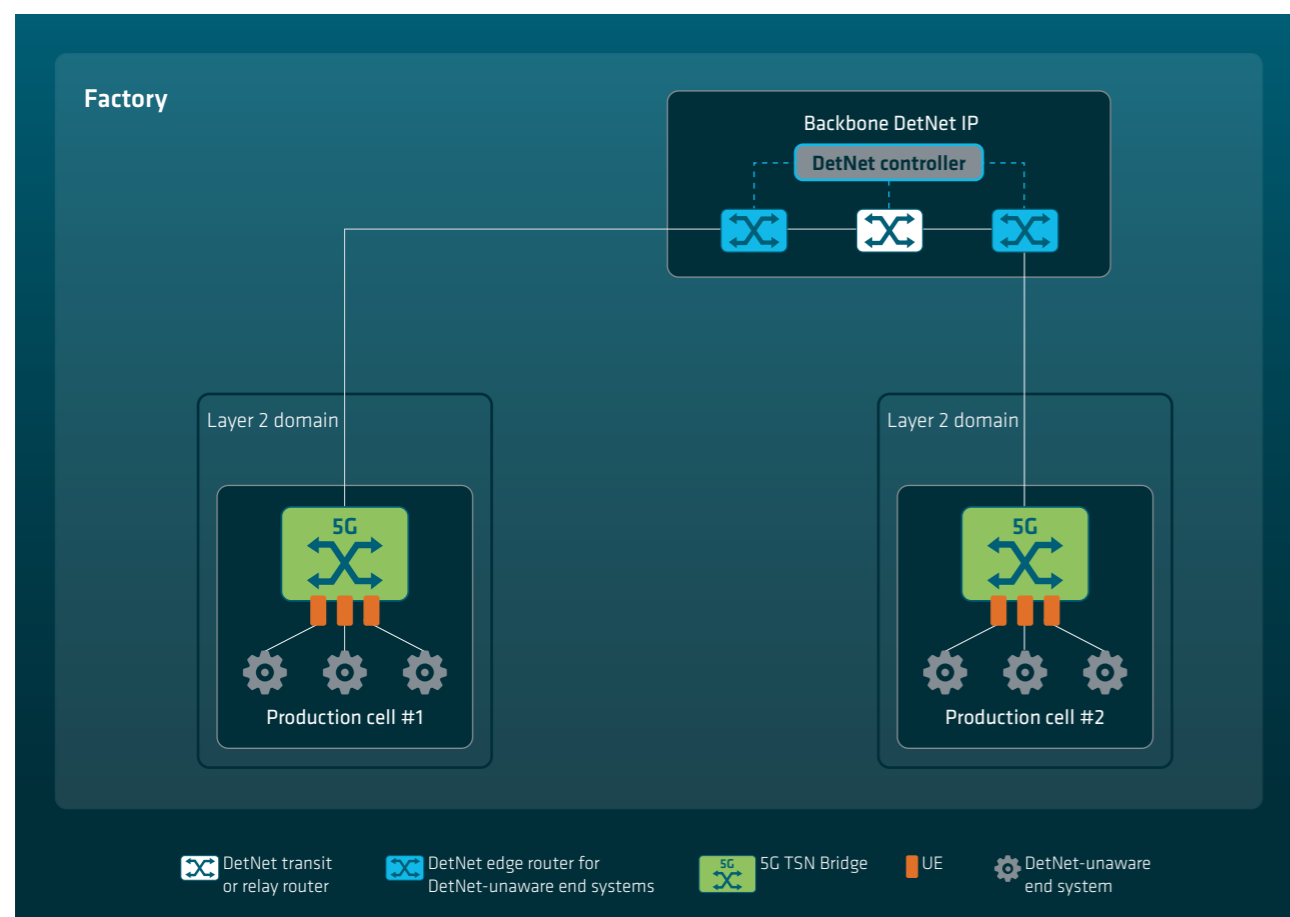 Factory
Backbone DetNet IP
DetNet controller
Layer 2 domain
Layer 2 domain
5G
5G
Production cell #1
Production cell #2
DetNet transit
or relay router
DetNet edge router for
DetNet-unaware end systems
5G
5G TSN Bridge
UE
DetNet-unaware
end system